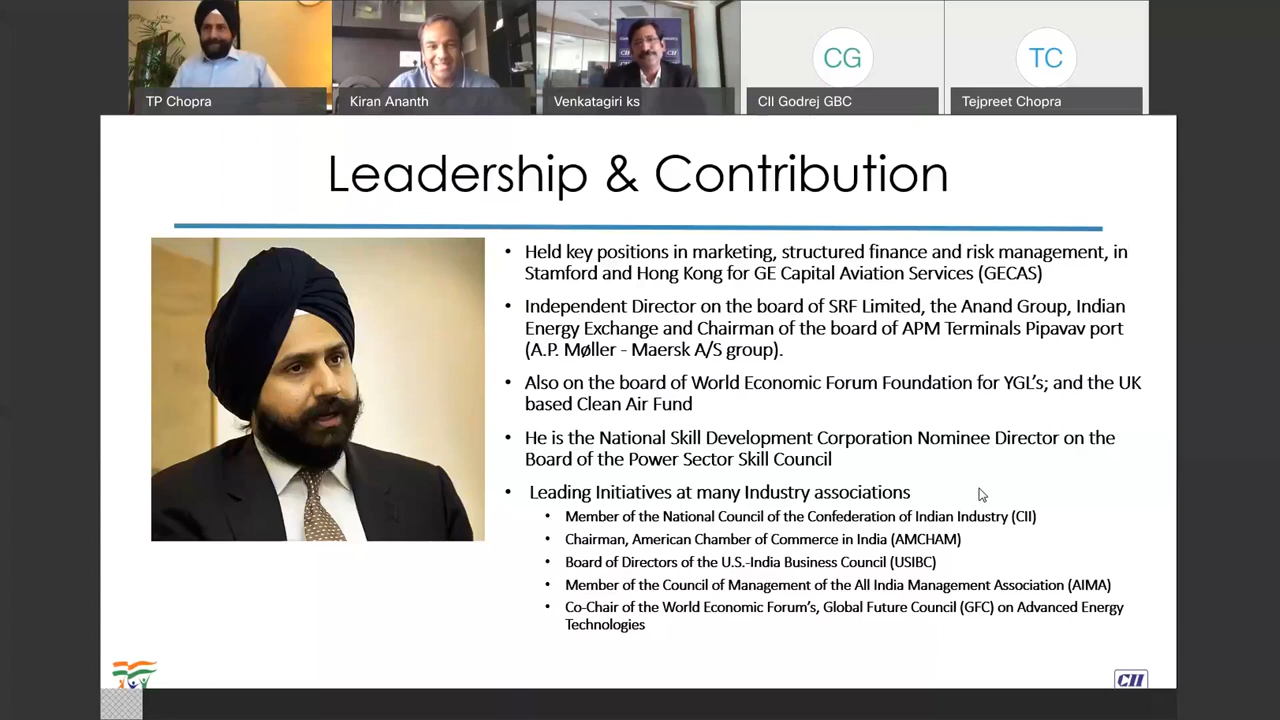 CG
TC
TP Chopra
Kiran Ananth
Venkatagiri ks
CII Godrej GBC
Tejpreet Chopra
Leadership & Contribution
• Held key positions in marketing, structured finance and risk management, in
Stamford and Hong Kong for GE Capital Aviation Services (GECAS)
• Independent Director on the board of SRF Limited, the Anand Group, Indian
Energy Exchange and Chairman of the board of APM Terminals Pipavav port
(A.P. Møller - Maersk A/S group).
• Also on the board of World Economic Forum Foundation for YGL's; and the UK
based Clean Air Fund
• He is the National Skill Development Corporation Nominee Director on the
Board of the Power Sector Skill Council
• Leading Initiatives at many Industry associations
• Member of the National Council of the Confederation of Indian Industry (CII)
• Chairman, American Chamber of Commerce in India (AMCHAM)
• Board of Directors of the U.S.-India Business Council (USIBC)
• Member of the Council of Management of the All India Management Association (AIMA)
• Co-Chair of the World Economic Forum's, Global Future Council (GFC) on Advanced Energy
Technologies
CII